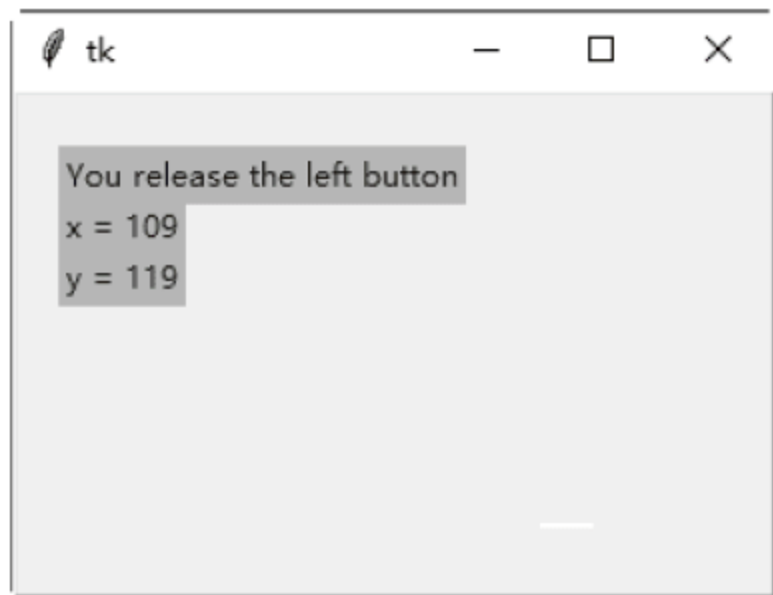 tk
You release the left button
x = 109
y = 119